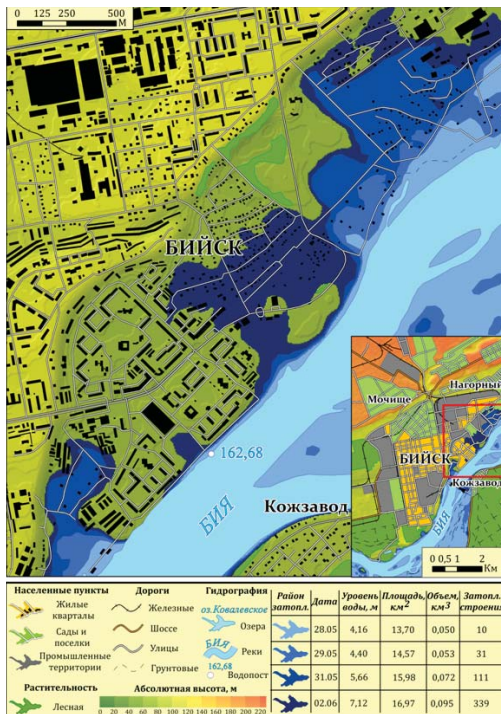 0 125 250 500
М
БИЙСК
162,68
БИЯ
Кожзавод
Нагорный
Мочище
БИЙСК
Кожзавод
БИЯ
0 0,5 1 2
Км
Населенные пункты
Жилые
кварталы
Сады и
поселки
Промышленные
территории
Растительность
Лесная
Дороги
Железные
Шоссе
Улицы
Грунтовые
Гидрография
оз.Ковалевское
Озера
БИЯ
Реки
162,68
Водопост
Абсолютная высота, м
0 20 40 60 80 100 120 140 160 180 200 220
Район затопл. Дата Уровень воды, м Площадь, км2 Объем, км3 Затопл. строений
28.05 4,16 13,70 0,050 10
29.05 4,40 14,57 0,053 31
31.05 5,66 15,98 0,072 111
02.06 7,12 16,97 0,095 339